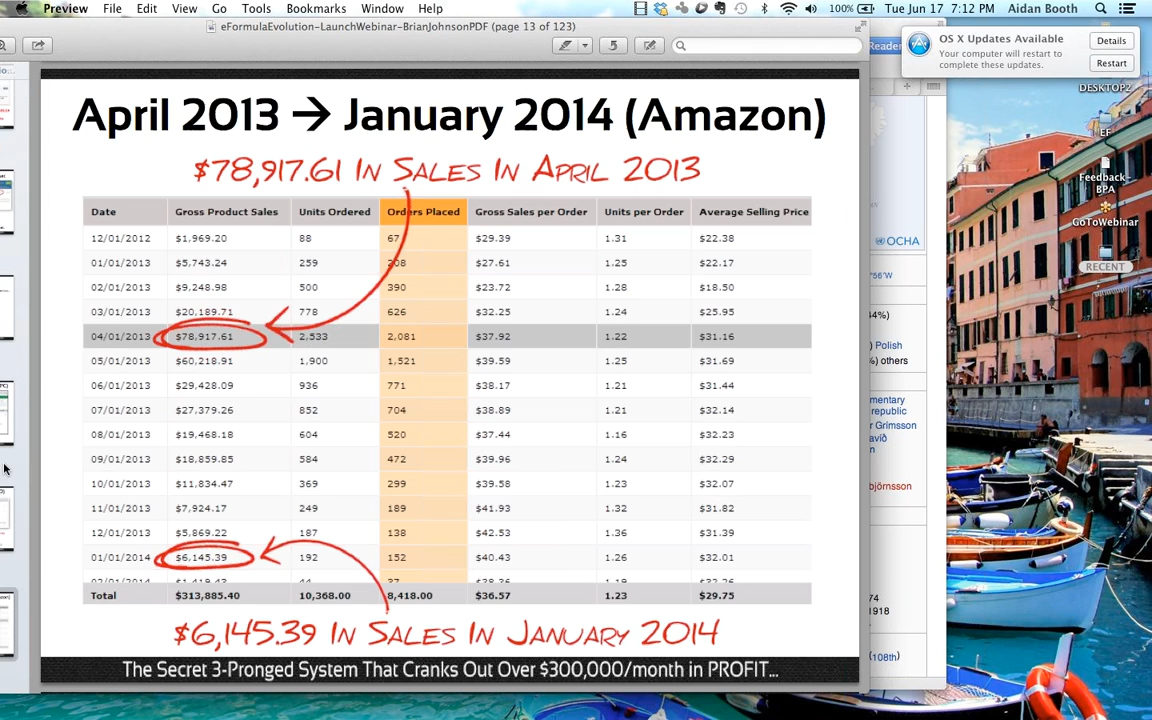 Preview File Edit View Go Tools Bookmarks Window Help 100% Tue Jun 17 7:12 PM Aidan Booth
eFormulaEvolution-LaunchWebinar-BrianJohnsonPDF (page 13 of 123)
OS X Updates Available
Your computer will restart to complete these updates.
Details
Restart
Reader
DESKTOP2
EF
Feedback-BPA
GoToWebinar
RECENT
April 2013 → January 2014 (Amazon)
$78,917.61 In Sales In April 2013
Date Gross Product Sales Units Ordered Orders Placed Gross Sales per Order Units per Order Average Selling Price
12/01/2012 $1,969.20 88 67 $29.39 1.31 $22.38
01/01/2013 $5,743.24 259 208 $27.61 1.25 $22.17
02/01/2013 $9,248.98 500 390 $23.72 1.28 $18.50
03/01/2013 $20,189.71 778 626 $32.25 1.24 $25.95
04/01/2013 $78,917.61 2,533 2,081 $37.92 1.22 $31.16
05/01/2013 $60,218.91 1,900 1,521 $39.59 1.25 $31.69
06/01/2013 $29,428.09 936 771 $38.17 1.21 $31.44
07/01/2013 $27,379.26 852 704 $38.89 1.21 $32.14
08/01/2013 $19,468.18 604 520 $37.44 1.16 $32.23
09/01/2013 $18,859.85 584 472 $39.96 1.24 $32.29
10/01/2013 $11,834.47 369 299 $39.58 1.23 $32.07
11/01/2013 $7,924.17 249 189 $41.93 1.32 $31.82
12/01/2013 $5,869.22 187 138 $42.53 1.36 $31.39
01/01/2014 $6,145.39 192 152 $40.43 1.26 $32.01
Total $313,885.40 10,368.00 8,418.00 $36.57 1.23 $29.75
$6,145.39 In Sales In January 2014
The Secret 3-Pronged System That Cranks Out Over $300,000/month in PROFIT...
OCHA
56"W
) Polish
) others
mentary
republic
r Grímsson
björnsson
74
1918
(108th)